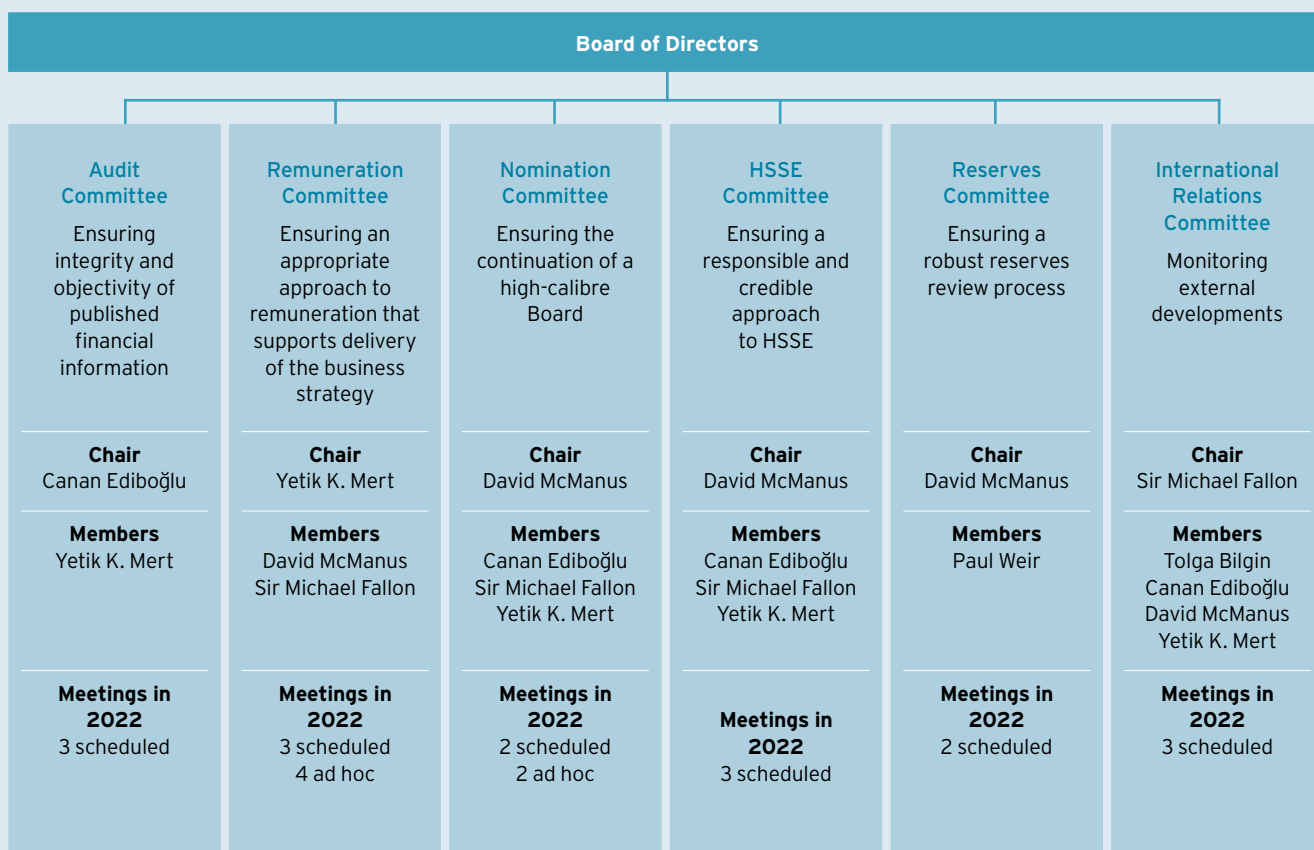 Board of Directors
Audit
Committee
Ensuring
integrity and
objectivity of
published
financial
information
Chair
Canan Ediboğlu
Members
Yetik K. Mert
Meetings in
2022
3 scheduled
Remuneration
Committee
Ensuring an
appropriate
approach to
remuneration that
supports delivery
of the business
strategy
Chair
Yetik K. Mert
Members
David McManus
Sir Michael Fallon
Meetings in
2022
3 scheduled
4 ad hoc
Nomination
Committee
Ensuring the
continuation of a
high-calibre
Board
Chair
David McManus
Members
Canan Ediboğlu
Sir Michael Fallon
Yetik K. Mert
Meetings in
2022
2 scheduled
2 ad hoc
HSSE
Committee
Ensuring a
responsible and
credible
approach
to HSSE
Chair
David McManus
Members
Canan Ediboğlu
Sir Michael Fallon
Yetik K. Mert
Meetings in
2022
3 scheduled
Reserves
Committee
Ensuring a
robust reserves
review process
Chair
David McManus
Members
Paul Weir
Meetings in
2022
2 scheduled
International
Relations
Committee
Monitoring
external
developments
Chair
Sir Michael Fallon
Members
Tolga Bilgin
Canan Ediboğlu
David McManus
Yetik K. Mert
Meetings in
2022
3 scheduled